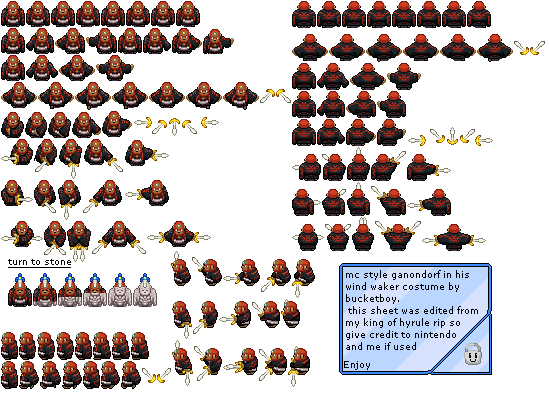 turn to stone
mc style ganondorf in his
wind waker costume by
bucketboy.
this sheet was edited from
my king of hyrule rip so
give credit to nintendo
and me if used
Enjoy